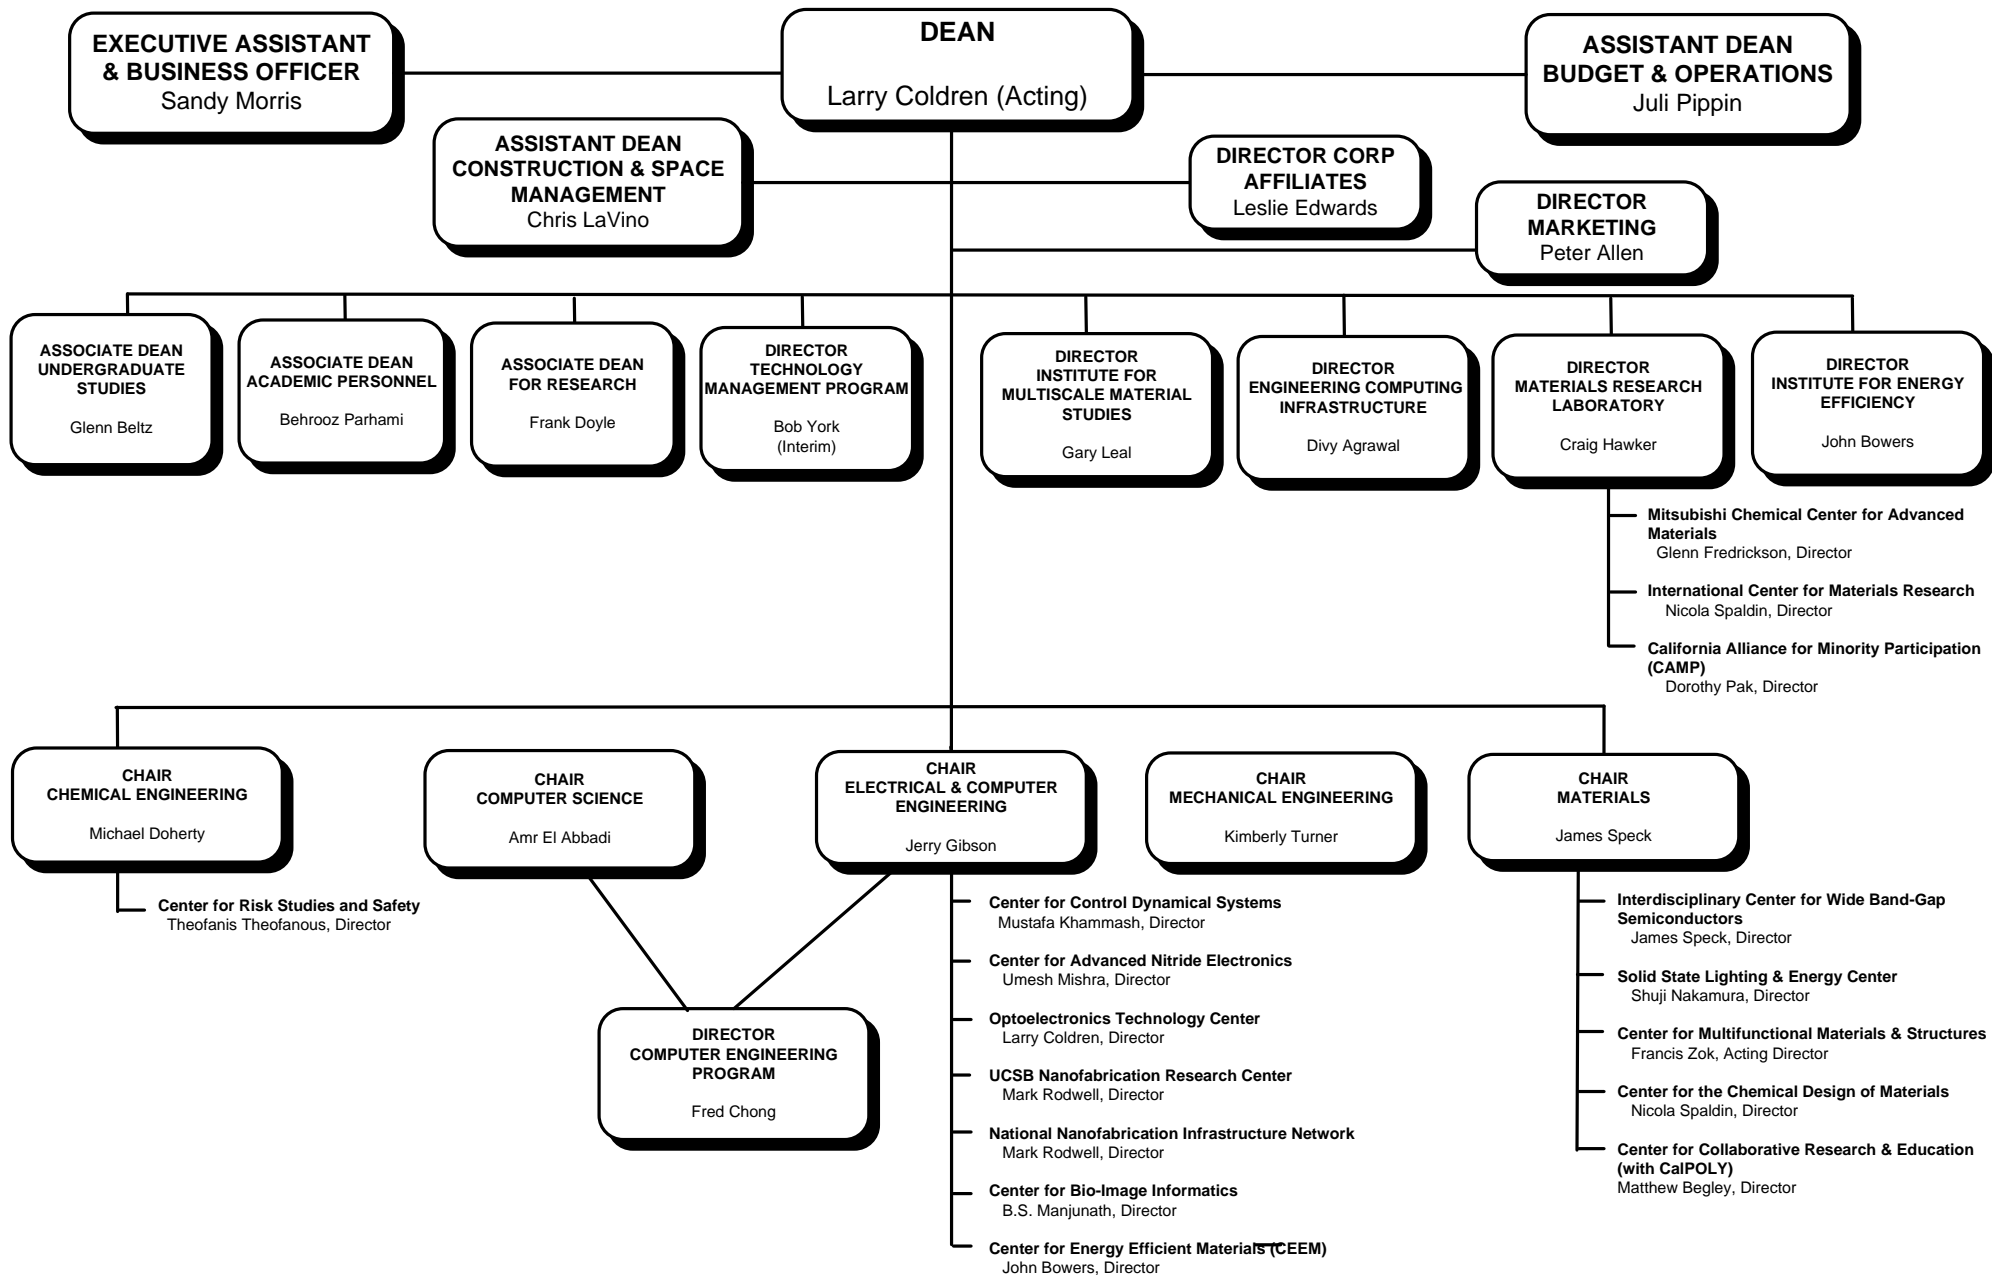 EXECUTIVE ASSISTANT
& BUSINESS OFFICER
Sandy Morris
DEAN
Larry Coldren (Acting)
ASSISTANT DEAN
BUDGET & OPERATIONS
Juli Pippin
ASSISTANT DEAN
CONSTRUCTION & SPACE
MANAGEMENT
Chris LaVino
DIRECTOR CORP
AFFILIATES
Leslie Edwards
DIRECTOR
MARKETING
Peter Allen
ASSOCIATE DEAN
UNDERGRADUATE
STUDIES
Glenn Beltz
ASSOCIATE DEAN
ACADEMIC PERSONNEL
Behrooz Parhami
ASSOCIATE DEAN
FOR RESEARCH
Frank Doyle
DIRECTOR
TECHNOLOGY
MANAGEMENT PROGRAM
Bob York
(Interim)
DIRECTOR
INSTITUTE FOR
MULTISCALE MATERIAL
STUDIES
Gary Leal
DIRECTOR
ENGINEERING COMPUTING
INFRASTRUCTURE
Divy Agrawal
DIRECTOR
MATERIALS RESEARCH
LABORATORY
Craig Hawker
DIRECTOR
INSTITUTE FOR ENERGY
EFFICIENCY
John Bowers
Mitsubishi Chemical Center for Advanced
Materials
Glenn Fredrickson, Director
International Center for Materials Research
Nicola Spaldin, Director
California Alliance for Minority Participation
(CAMP)
Dorothy Pak, Director
CHAIR
CHEMICAL ENGINEERING
Michael Doherty
CHAIR
COMPUTER SCIENCE
Amr El Abbadi
CHAIR
ELECTRICAL & COMPUTER
ENGINEERING
Jerry Gibson
CHAIR
MECHANICAL ENGINEERING
Kimberly Turner
CHAIR
MATERIALS
James Speck
Center for Risk Studies and Safety
Theofanis Theofanous, Director
DIRECTOR
COMPUTER ENGINEERING
PROGRAM
Fred Chong
Center for Control Dynamical Systems
Mustafa Khammash, Director
Center for Advanced Nitride Electronics
Umesh Mishra, Director
Optoelectronics Technology Center
Larry Coldren, Director
UCSB Nanofabrication Research Center
Mark Rodwell, Director
National Nanofabrication Infrastructure Network
Mark Rodwell, Director
Center for Bio-Image Informatics
B.S. Manjunath, Director
Center for Energy Efficient Materials (CEEM)
John Bowers, Director
Interdisciplinary Center for Wide Band-Gap
Semiconductors
James Speck, Director
Solid State Lighting & Energy Center
Shuji Nakamura, Director
Center for Multifunctional Materials & Structures
Francis Zok, Acting Director
Center for the Chemical Design of Materials
Nicola Spaldin, Director
Center for Collaborative Research & Education
(with CalPOLY)
Matthew Begley, Director